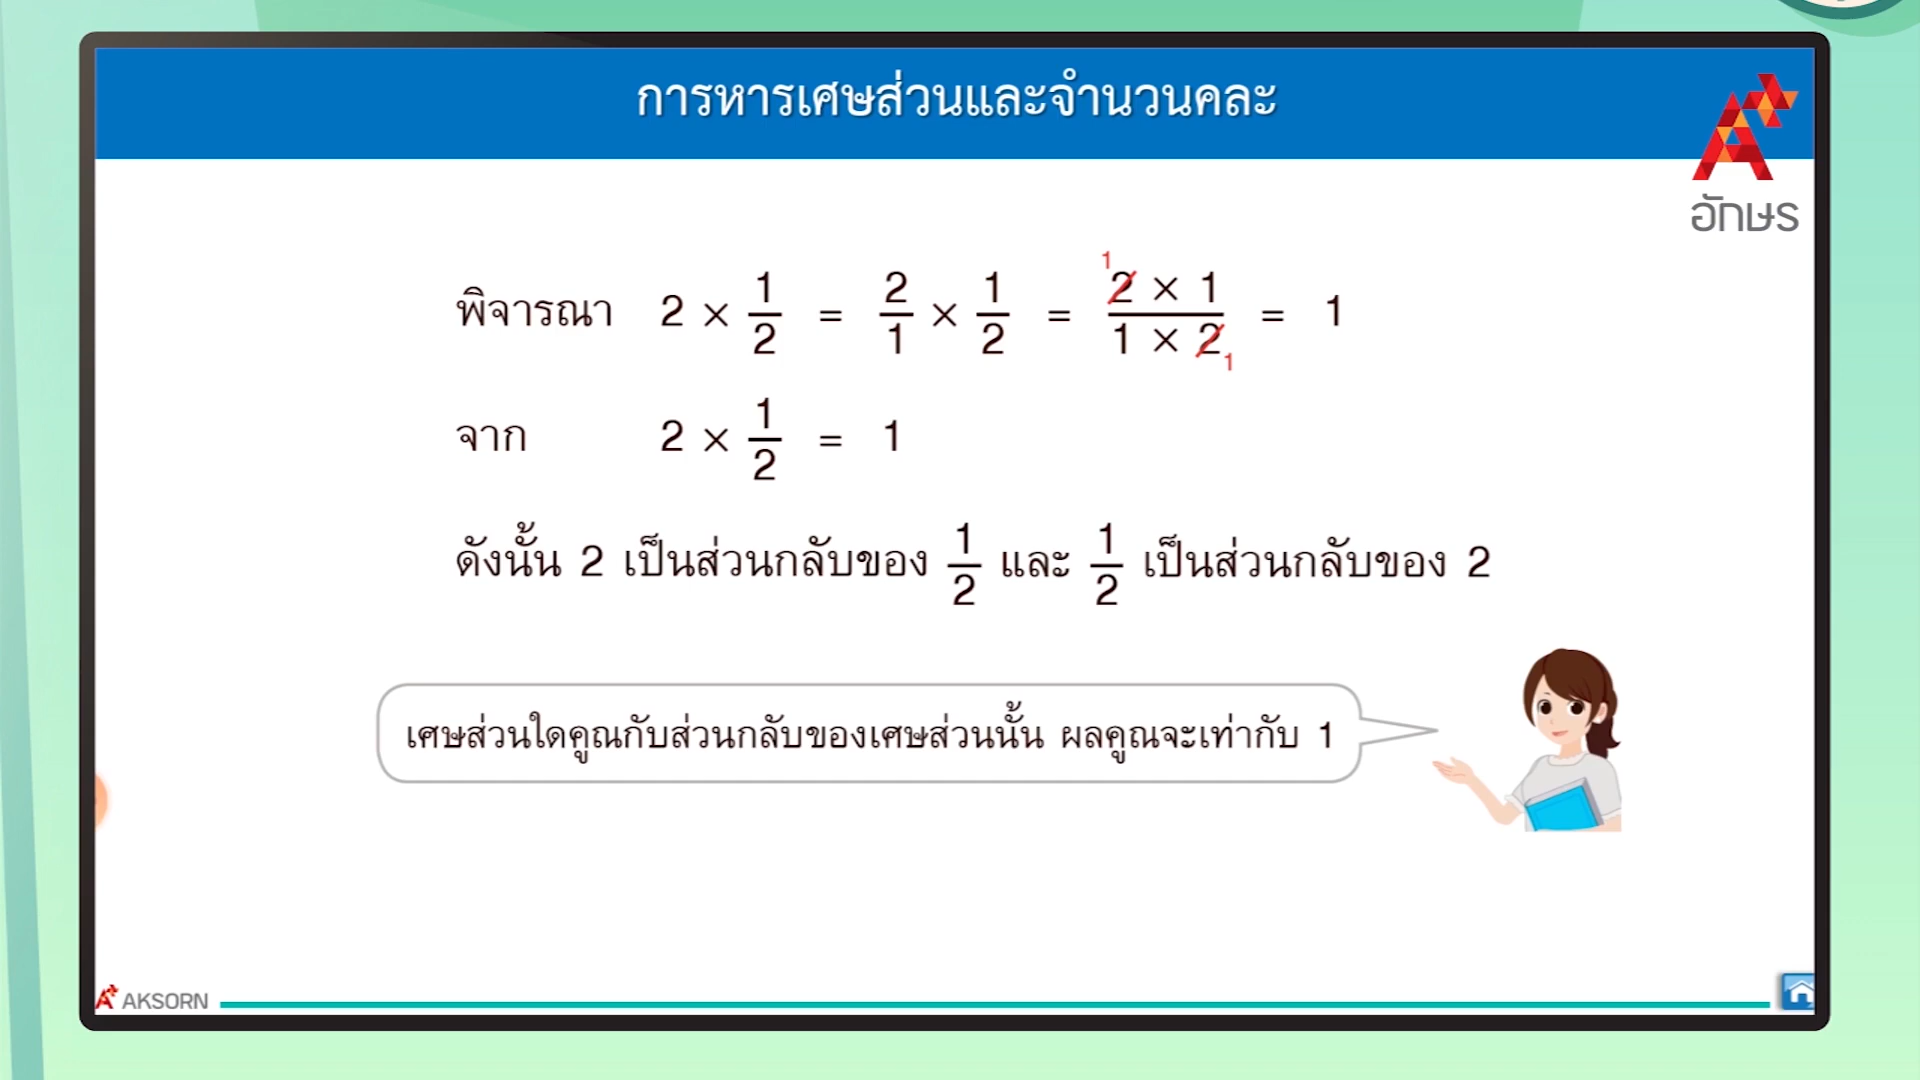 การหารเศษส่วนและจำนวนคละ
อักษร
พิจารณา 2 × 1/2 = 2/1 × 1/2 = (2 × 1)/(1 × 2) = 1
1
1
จาก 2 × 1/2 = 1
ดังนั้น 2 เป็นส่วนกลับของ 1/2 และ 1/2 เป็นส่วนกลับของ 2
เศษส่วนใดคูณกับส่วนกลับของเศษส่วนนั้น ผลคูณจะเท่ากับ 1
AKSORN